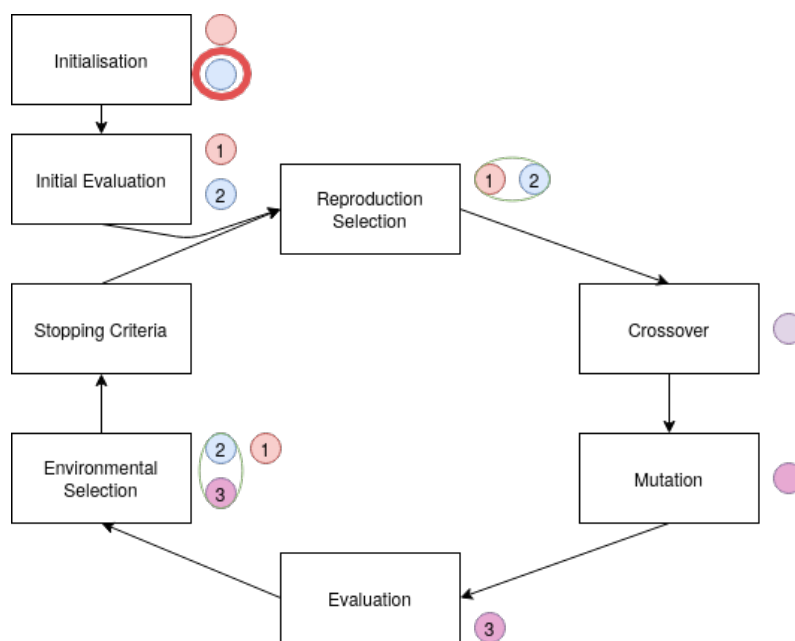 Initialisation
Initial Evaluation
1
2
Reproduction
Selection
1 2
Stopping Criteria
Crossover
Environmental
Selection
2 1
3
Mutation
Evaluation
3